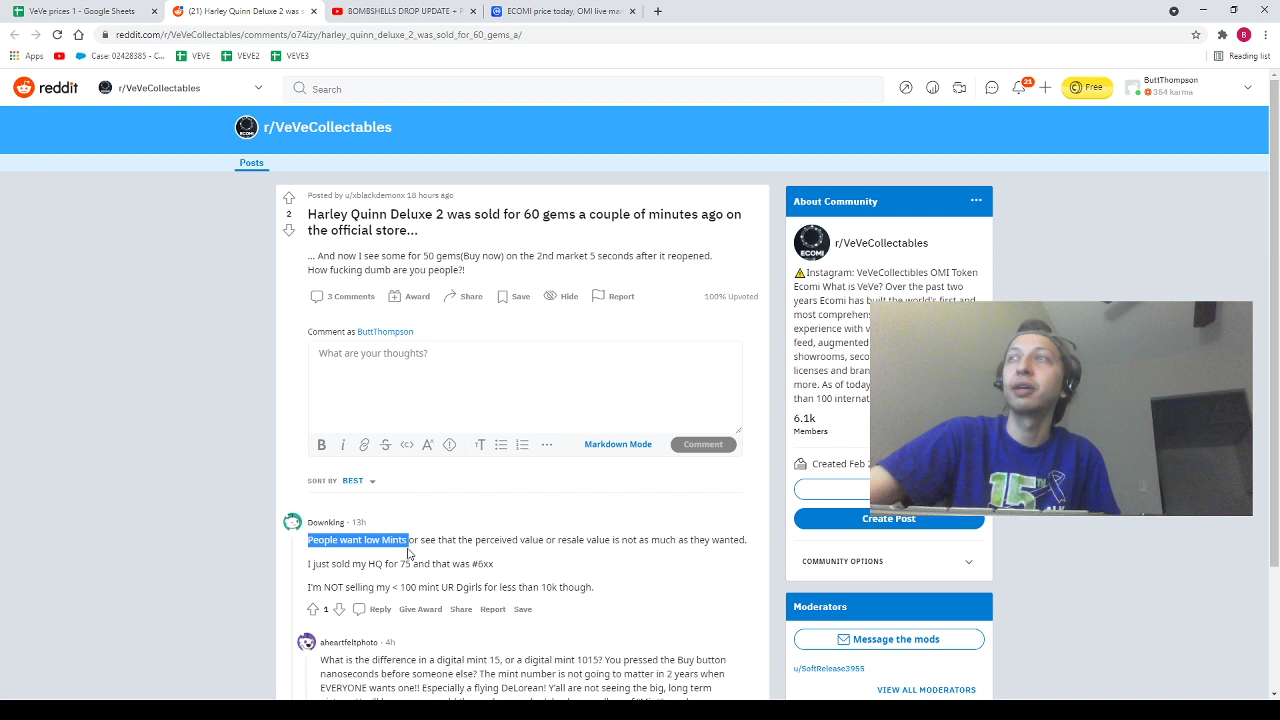 VeVe prices 1 - Google Sheets
(21) Harley Quinn Deluxe 2 was s
BOMBSHELLS DROP UPDATE +
ECOMI price today, OMI live mar
reddit.com/r/VeVeCollectables/comments/o74izy/harley_quinn_deluxe_2_was_sold_for_60_gems_a/
B
Apps
Case: 02428385 - C...
VEVE
VEVE2
VEVE3
Reading list
reddit
r/VeVeCollectables
Search
21
Free
ButtThompson
354 karma
ECOMI
r/VeVeCollectables
Posts
Posted by u/xblackdemonx 18 hours ago
2
Harley Quinn Deluxe 2 was sold for 60 gems a couple of minutes ago on
the official store...
... And now I see some for 50 gems(Buy now) on the 2nd market 5 seconds after it reopened.
How fucking dumb are you people?!
3 Comments
Award
Share
Save
Hide
Report
100% Upvoted
Comment as ButtThompson
What are your thoughts?
B i
Markdown Mode
Comment
SORT BY BEST
Downking · 13h
People want low Mints or see that the perceived value or resale value is not as much as they wanted.
I just sold my HQ for 75 and that was #6xx
I'm NOT selling my < 100 mint UR Dgirls for less than 10k though.
1
Reply
Give Award
Share
Report
Save
aheartfeltphoto · 4h
What is the difference in a digital mint 15, or a digital mint 1015? You pressed the Buy button
nanoseconds before someone else? The mint number is not going to matter in 2 years when
EVERYONE wants one!! Especially a flying DeLorean! Y'all are not seeing the big, long term
About Community
ECOMI
r/VeVeCollectables
Instagram: VeVeCollectibles OMI Token
Ecomi What is VeVe? Over the past two
years Ecomi has built the world's first and
most comprehens
experience with v
feed, augmented
showrooms, seco
licenses and bran
more. As of today
than 100 internat
6.1k
Members
Created Feb 2
15
Create Post
COMMUNITY OPTIONS
Moderators
Message the mods
u/SoftRelease3955
VIEW ALL MODERATORS